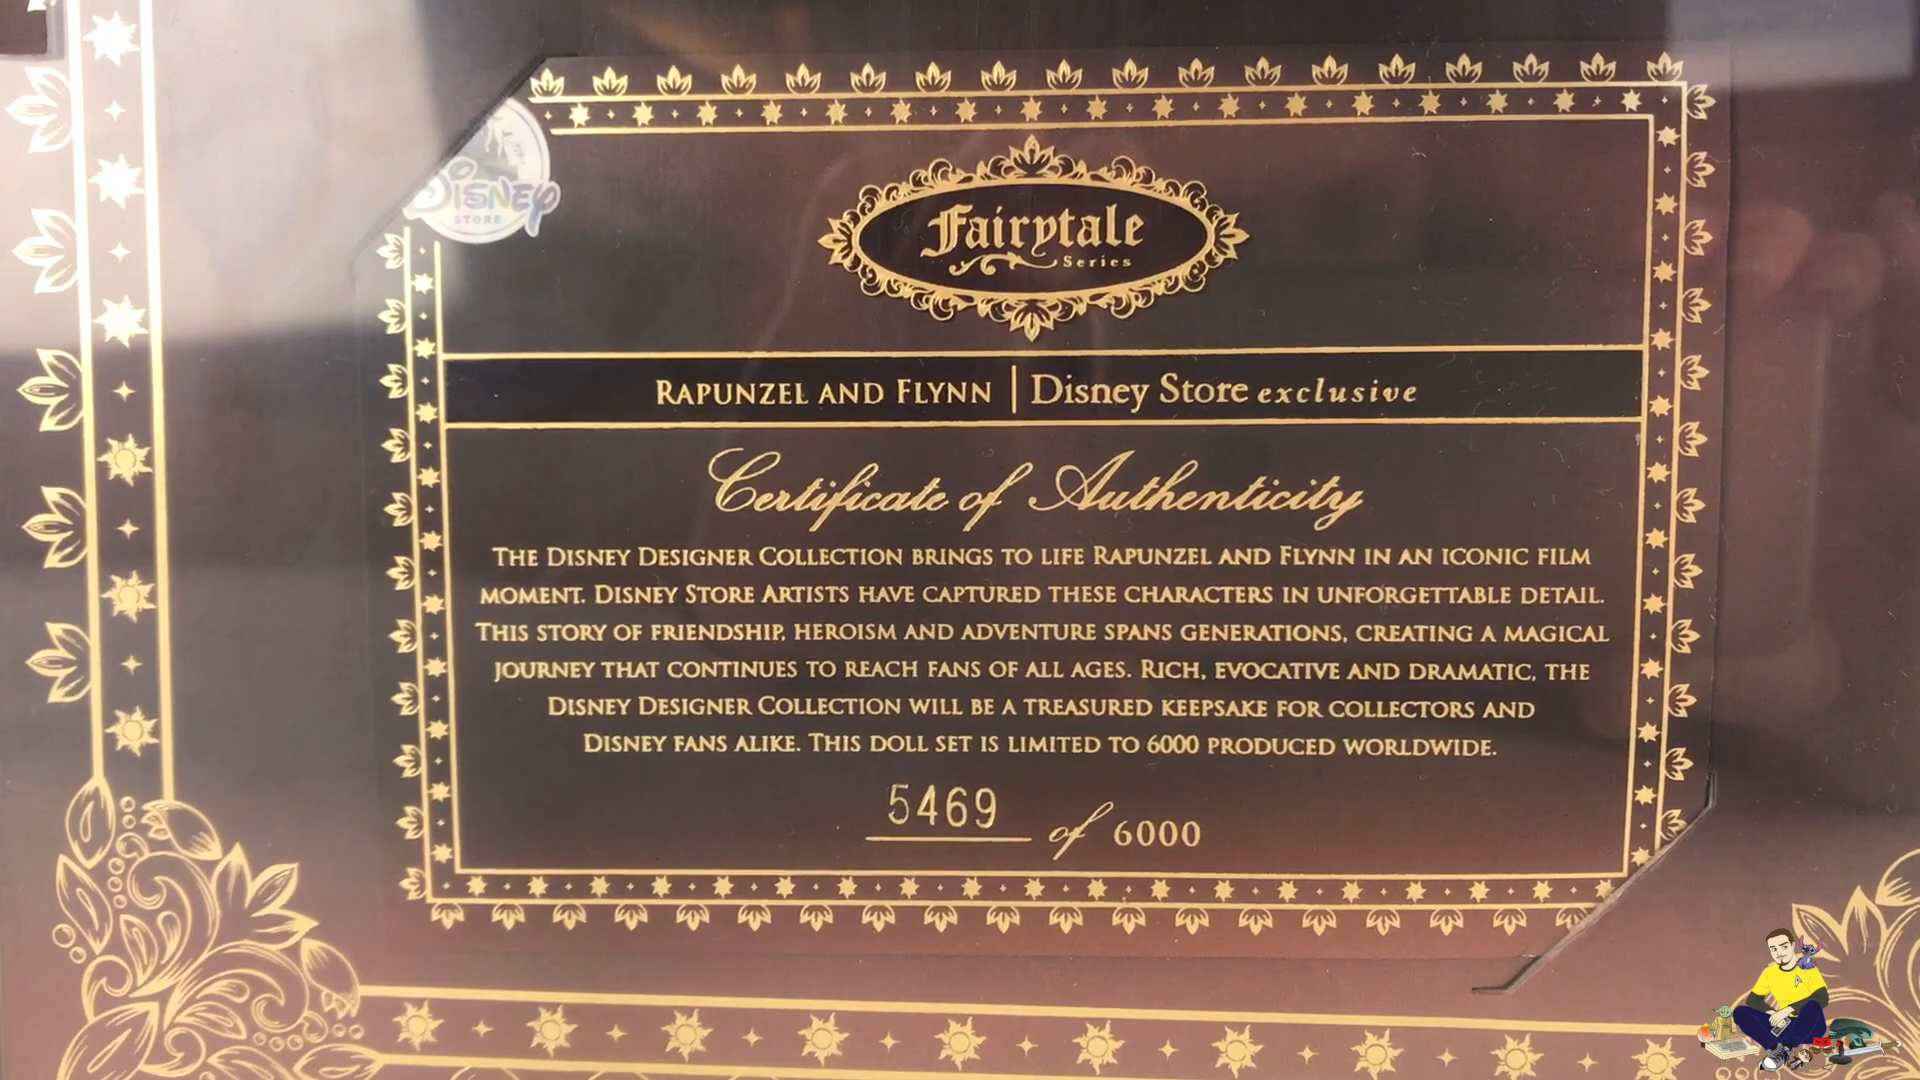 Disney
STORE
Fairytale
Series
RAPUNZEL AND FLYNN | Disney Store exclusive
Certificate of Authenticity
THE DISNEY DESIGNER COLLECTION BRINGS TO LIFE RAPUNZEL AND FLYNN IN AN ICONIC FILM
MOMENT. DISNEY STORE ARTISTS HAVE CAPTURED THESE CHARACTERS IN UNFORGETTABLE DETAIL.
THIS STORY OF FRIENDSHIP, HEROISM AND ADVENTURE SPANS GENERATIONS, CREATING A MAGICAL
JOURNEY THAT CONTINUES TO REACH FANS OF ALL AGES. RICH, EVOCATIVE AND DRAMATIC, THE
DISNEY DESIGNER COLLECTION WILL BE A TREASURED KEEPSAKE FOR COLLECTORS AND
DISNEY FANS ALIKE. THIS DOLL SET IS LIMITED TO 6000 PRODUCED WORLDWIDE.
5469 of 6000